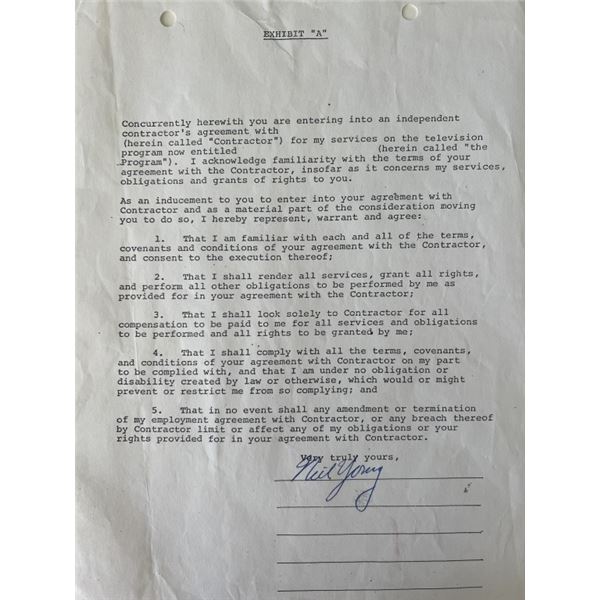 EXHIBIT "A"
Concurrently herewith you are entering into an independent
contractor's agreement with
(herein called "Contractor") for my services on the television
program now entitled (herein called "the
Program"). I acknowledge familiarity with the terms of your
agreement with the Contractor, insofar as it concerns my services,
obligations and grants of rights to you.
As an inducement to you to enter into your agreement with
Contractor and as a material part of the consideration moving
you to do so, I hereby represent, warrant and agree:
1. That I am familiar with each and all of the terms,
covenants and conditions of your agreement with the Contractor,
and consent to the execution thereof;
2. That I shall render all services, grant all rights,
and perform all other obligations to be performed by me as
provided for in your agreement with the Contractor;
3. That I shall look solely to Contractor for all
compensation to be paid to me for all services and obligations
to be performed and all rights to be granted by me;
4. That I shall comply with all the terms, covenants,
and conditions of your agreement with Contractor on my part
to be complied with, and that I am under no obligation or
disability created by law or otherwise, which would or might
prevent or restrict me from so complying; and
5. That in no event shall any amendment or termination
of my employment agreement with Contractor, or any breach thereof
by Contractor limit or affect any of my obligations or your
rights provided for in your agreement with Contractor.
Very truly yours,
Neil Young